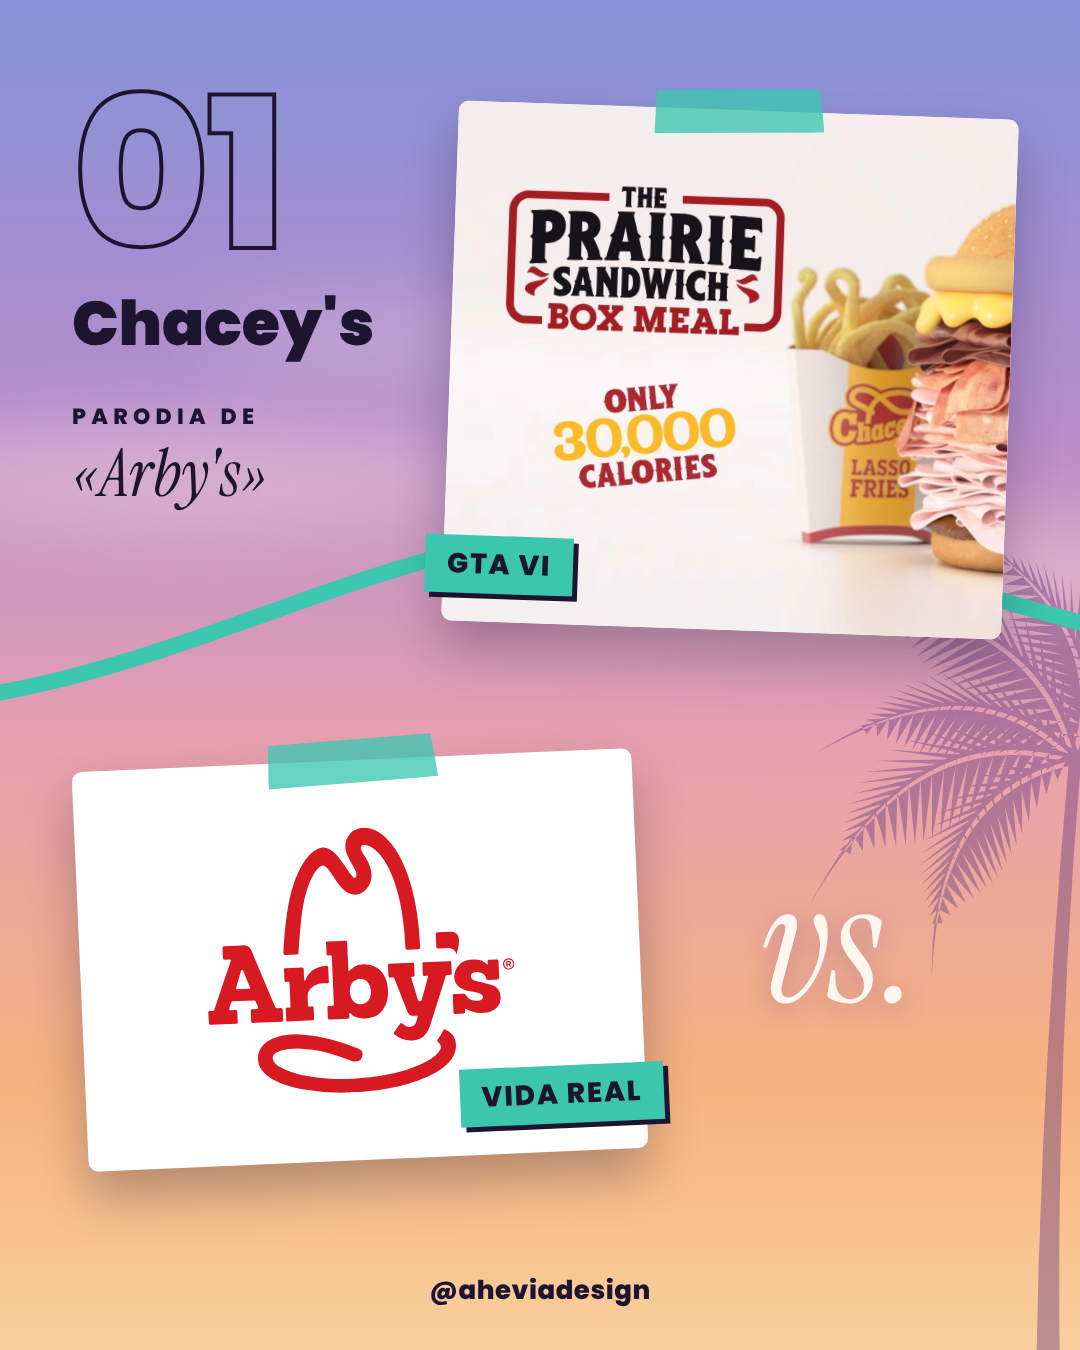 01
Chacey's
PARODIA DE
«Arby's»
THE
PRAIRIE
SANDWICH
BOX MEAL
ONLY
30,000
CALORIES
LASSO
FRIES
GTA VI
Arby's®
VIDA REAL
vs.
@aheviadesign